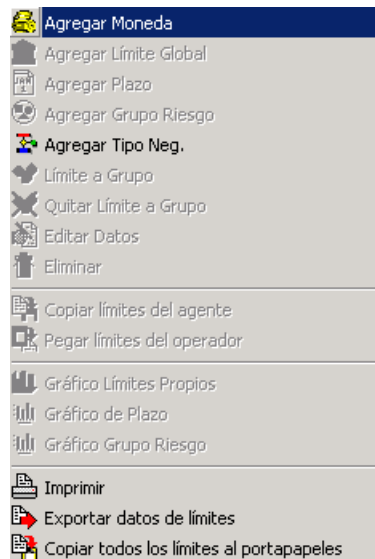 Agregar Moneda
Agregar Límite Global
Agregar Plazo
Agregar Grupo Riesgo
Agregar Tipo Neg.
Límite a Grupo
Quitar Límite a Grupo
Editar Datos
Eliminar
Copiar límites del agente
Pegar límites del operador
Gráfico Límites Propios
Gráfico de Plazo
Gráfico Grupo Riesgo
Imprimir
Exportar datos de límites
Copiar todos los límites al portapapeles